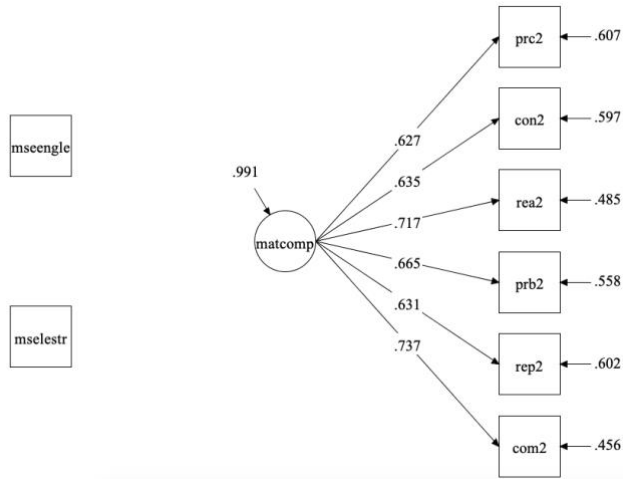 prc2
.607
con2
.597
mseengle
.627
.991
.635
rea2
.485
.717
matcomp
.665
prb2
.558
.631
mselestr
.737
rep2
.602
com2
.456